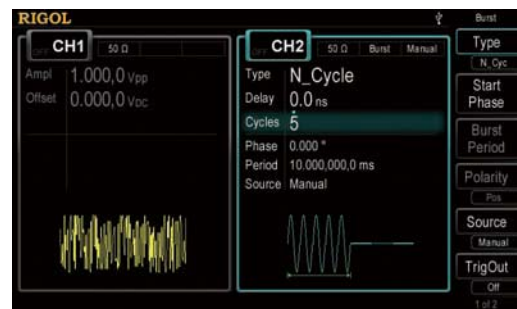 RIGOL
Burst
OFF CH1 50 Ω
Ampl 1.000,0 Vpp
Offset 0.000,0 VDC
OFF CH2 50 Ω Burst Manual
Type N_Cycle
Delay 0.0 ns
Cycles 5
Phase 0.000 °
Period 10.000,000,0 ms
Source Manual
Type
N_Cyc
Start
Phase
Burst
Period
Polarity
Pos
Source
Manual
TrigOut
Off
1 of 2